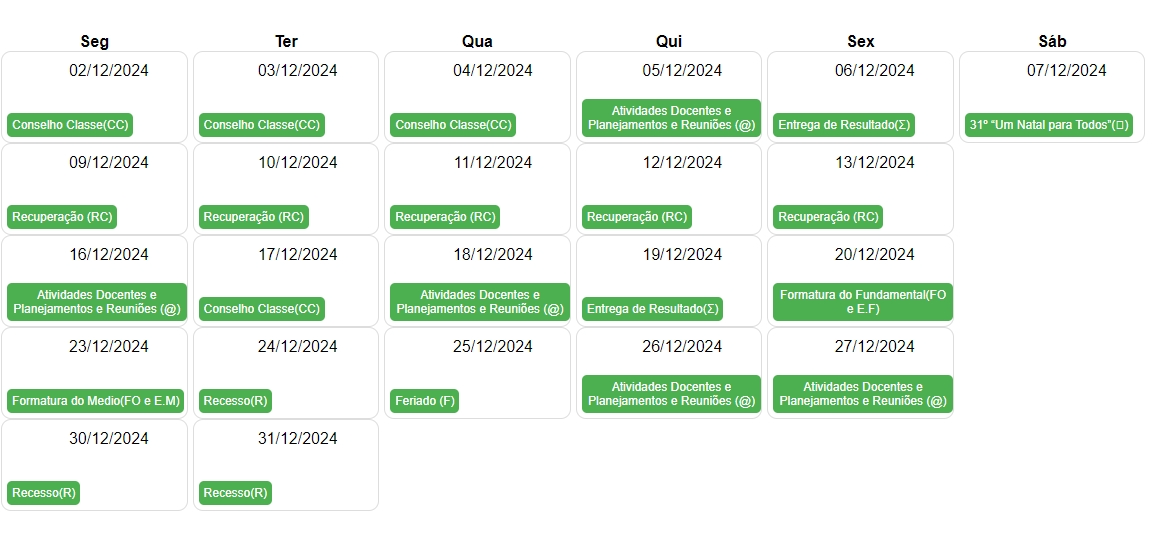 Seg Ter Qua Qui Sex Sáb
02/12/2024 03/12/2024 04/12/2024 05/12/2024 06/12/2024 07/12/2024
Conselho Classe(CC) Conselho Classe(CC) Conselho Classe(CC) Atividades Docentes e
Planejamentos e Reuniões (@) Entrega de Resultado(Σ) 31º “Um Natal para Todos”(▯)
09/12/2024 10/12/2024 11/12/2024 12/12/2024 13/12/2024
Recuperação (RC) Recuperação (RC) Recuperação (RC) Recuperação (RC) Recuperação (RC)
16/12/2024 17/12/2024 18/12/2024 19/12/2024 20/12/2024
Atividades Docentes e
Planejamentos e Reuniões (@) Conselho Classe(CC) Atividades Docentes e
Planejamentos e Reuniões (@) Entrega de Resultado(Σ) Formatura do Fundamental(FO
e E.F)
23/12/2024 24/12/2024 25/12/2024 26/12/2024 27/12/2024
Formatura do Medio(FO e E.M) Recesso(R) Feriado (F) Atividades Docentes e
Planejamentos e Reuniões (@) Atividades Docentes e
Planejamentos e Reuniões (@)
30/12/2024 31/12/2024
Recesso(R) Recesso(R)